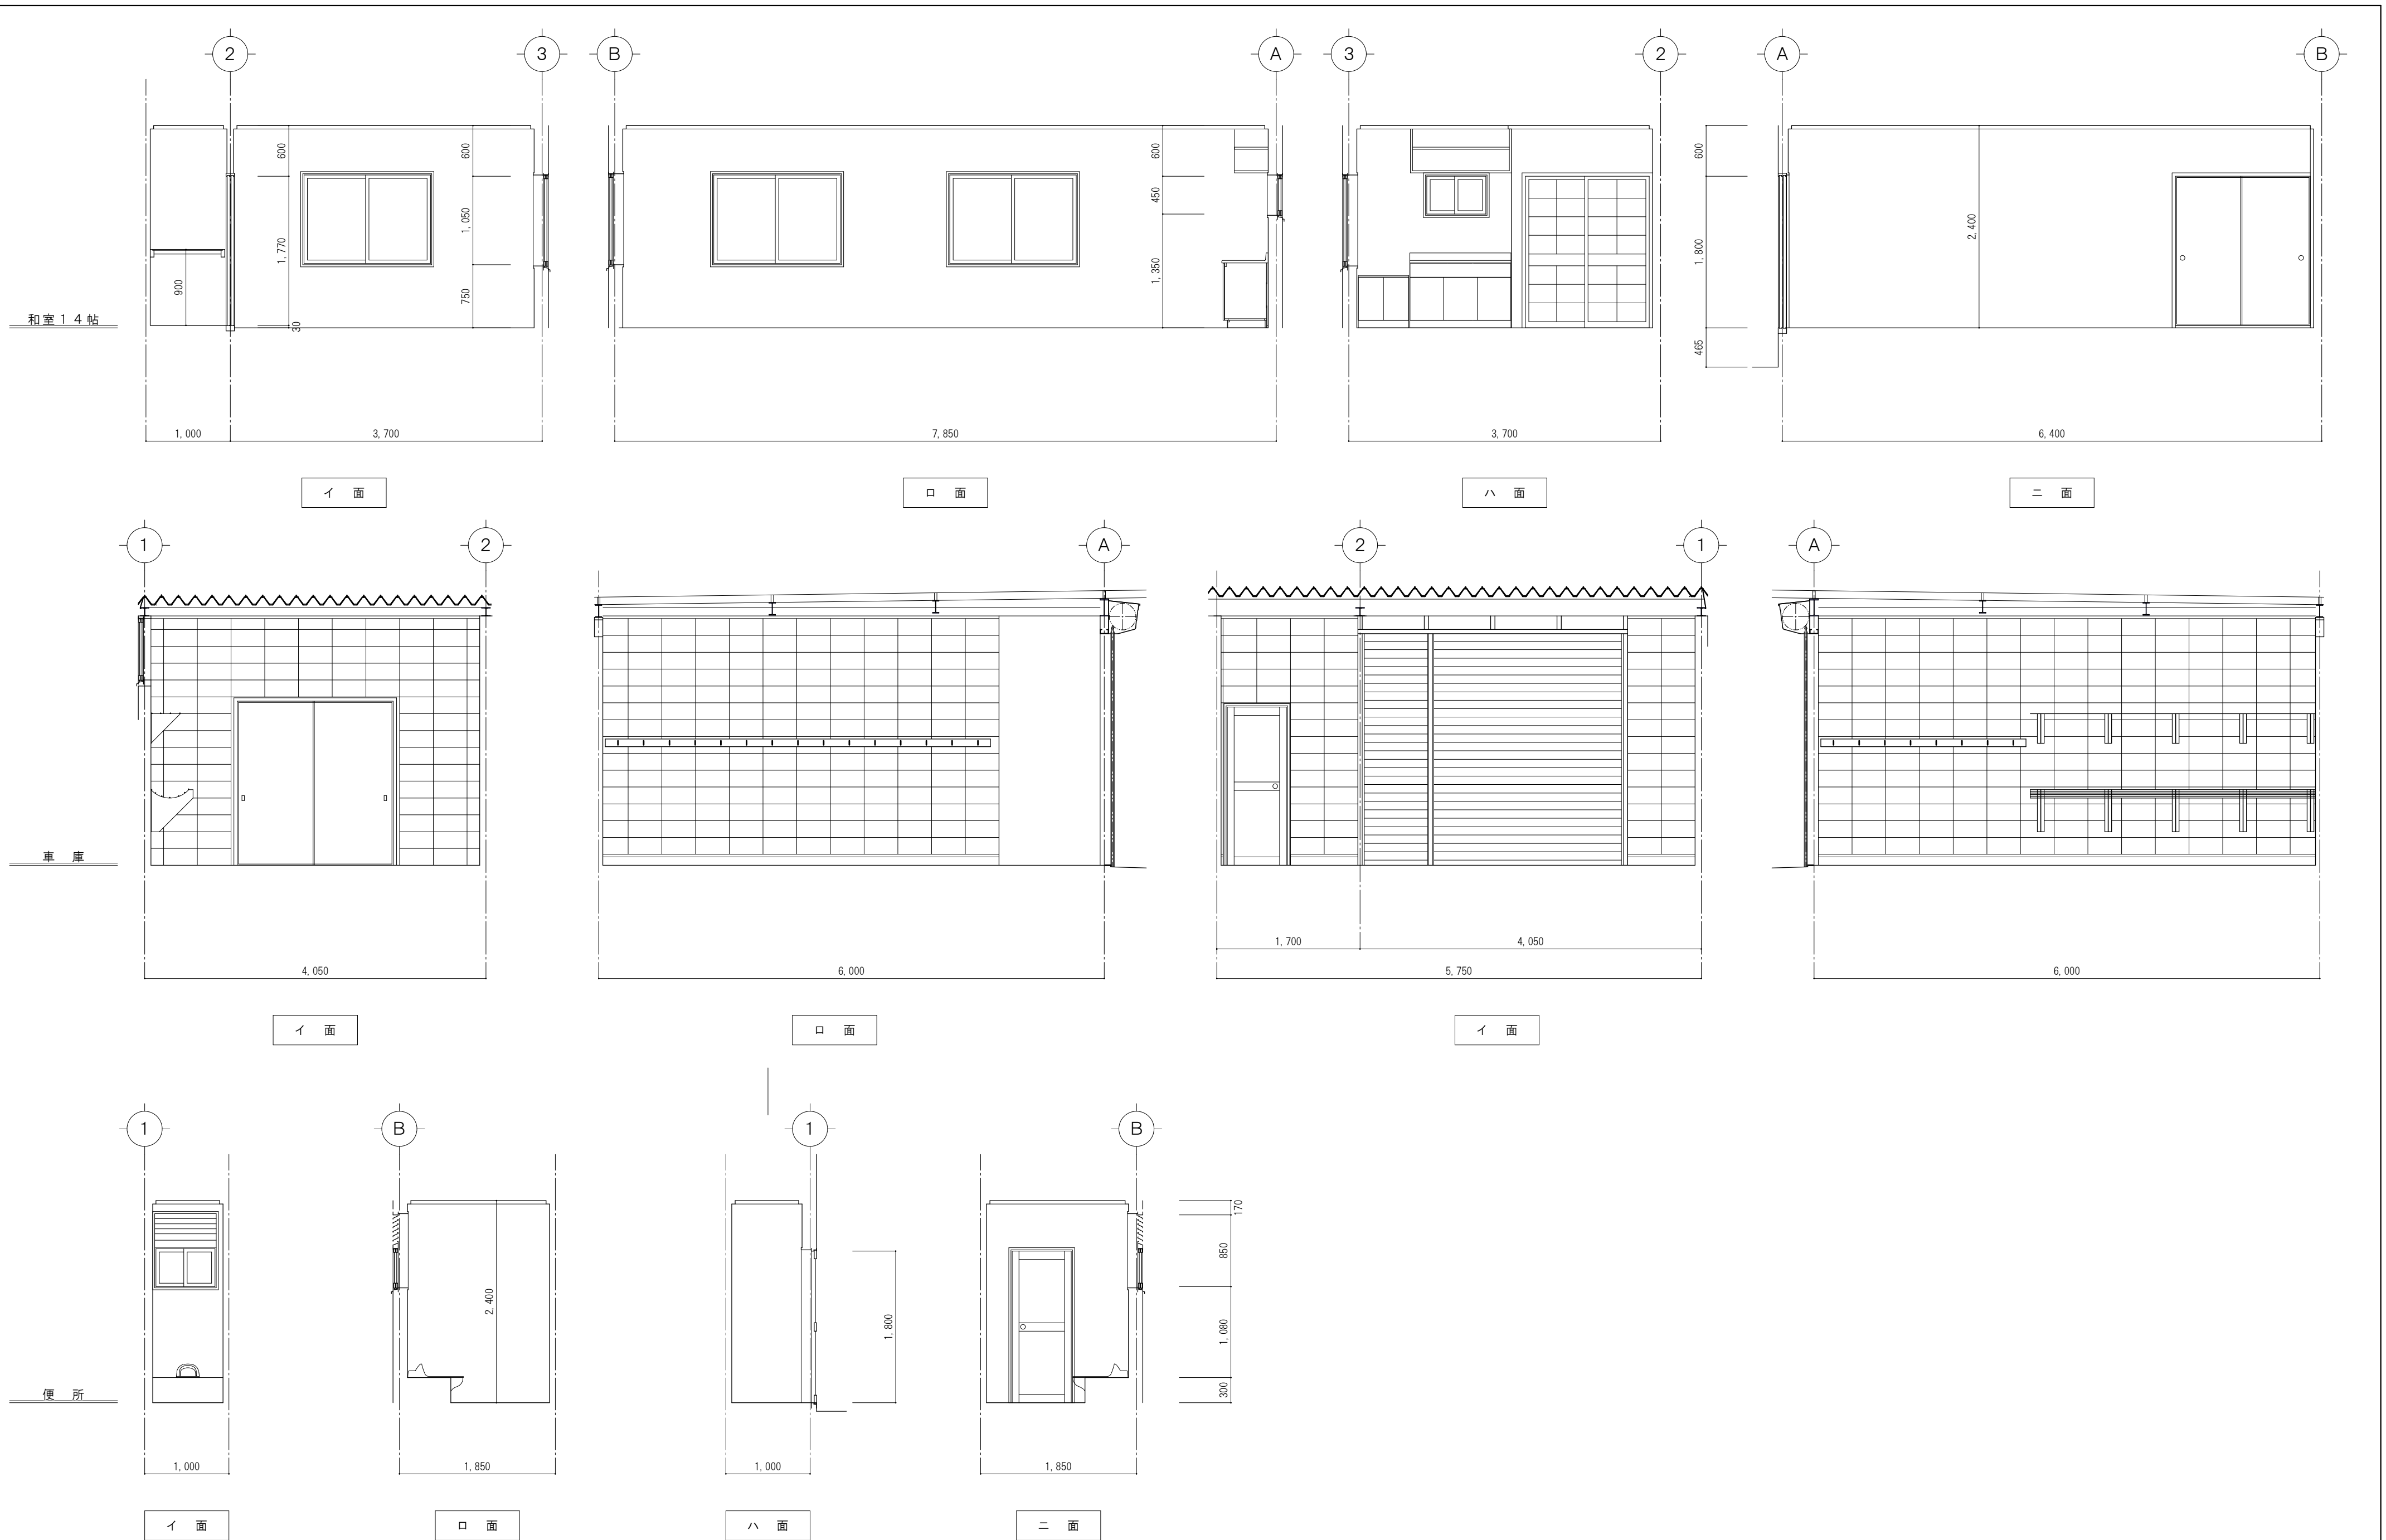 2 3 B A 3 2 A B
600 600 600 600
450
1,050
1,770 1,350 2,400 1,800
900 750
30
465
和室１４帖
1,000 3,700 7,850 3,700 6,400
イ 面 ロ 面 ハ 面 ニ 面
1 2 A 2 1 A
車 庫
1,700 4,050
4,050 6,000 5,750 6,000
イ 面 ロ 面 イ 面
1 B 1 B
170
850
2,400 1,800 1,080
300
便 所
1,000 1,850 1,000 1,850
イ 面 ロ 面 ハ 面 ニ 面